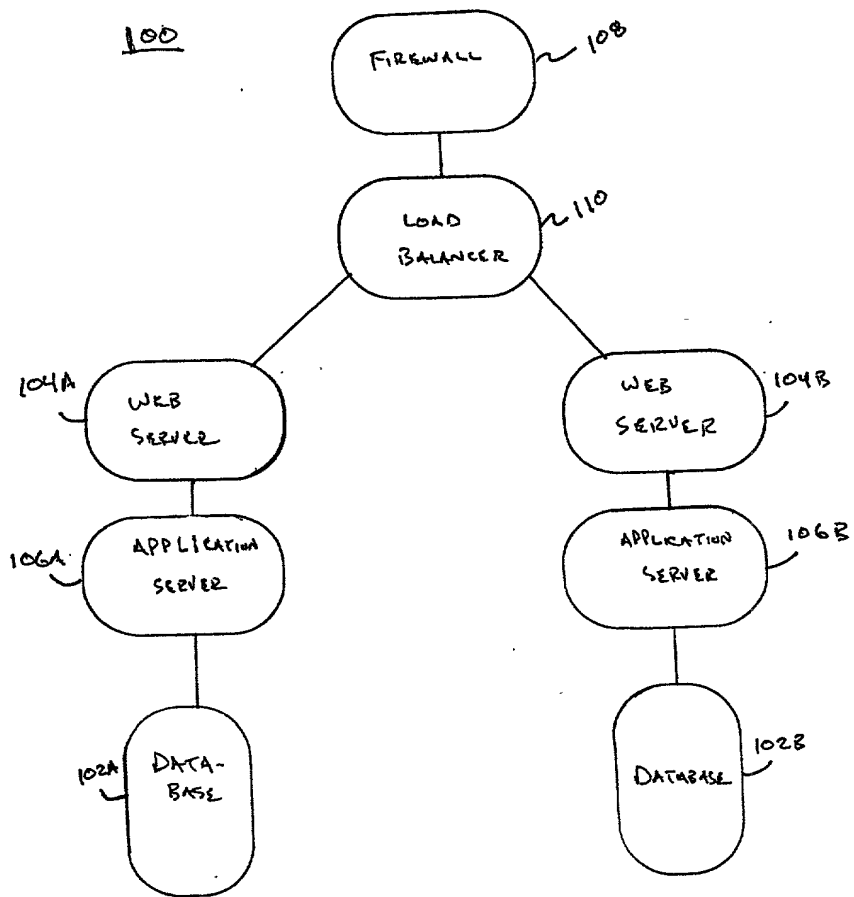 100
FIREWALL
108
LOAD
BALANCER
110
104A
WEB
SERVER
WEB
SERVER
104B
106A
APPLICATION
SERVER
APPLICATION
SERVER
106B
102A
DATA-
BASE
DATABASE
102B